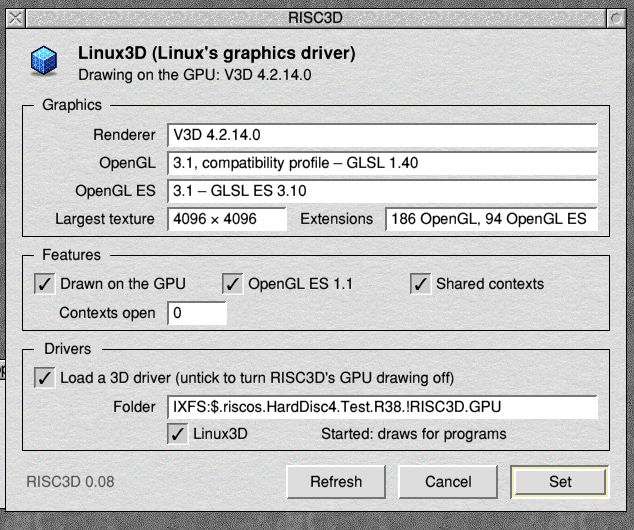 RISC3D
Linux3D (Linux's graphics driver)
Drawing on the GPU: V3D 4.2.14.0
Graphics
Renderer V3D 4.2.14.0
OpenGL 3.1, compatibility profile – GLSL 1.40
OpenGL ES 3.1 – GLSL ES 3.10
Largest texture 4096 × 4096 Extensions 186 OpenGL, 94 OpenGL ES
Features
Drawn on the GPU OpenGL ES 1.1 Shared contexts
Contexts open 0
Drivers
Load a 3D driver (untick to turn RISC3D's GPU drawing off)
Folder IXFS:$.riscos.HardDisc4.Test.R38.!RISC3D.GPU
Linux3D Started: draws for programs
RISC3D 0.08 Refresh Cancel Set